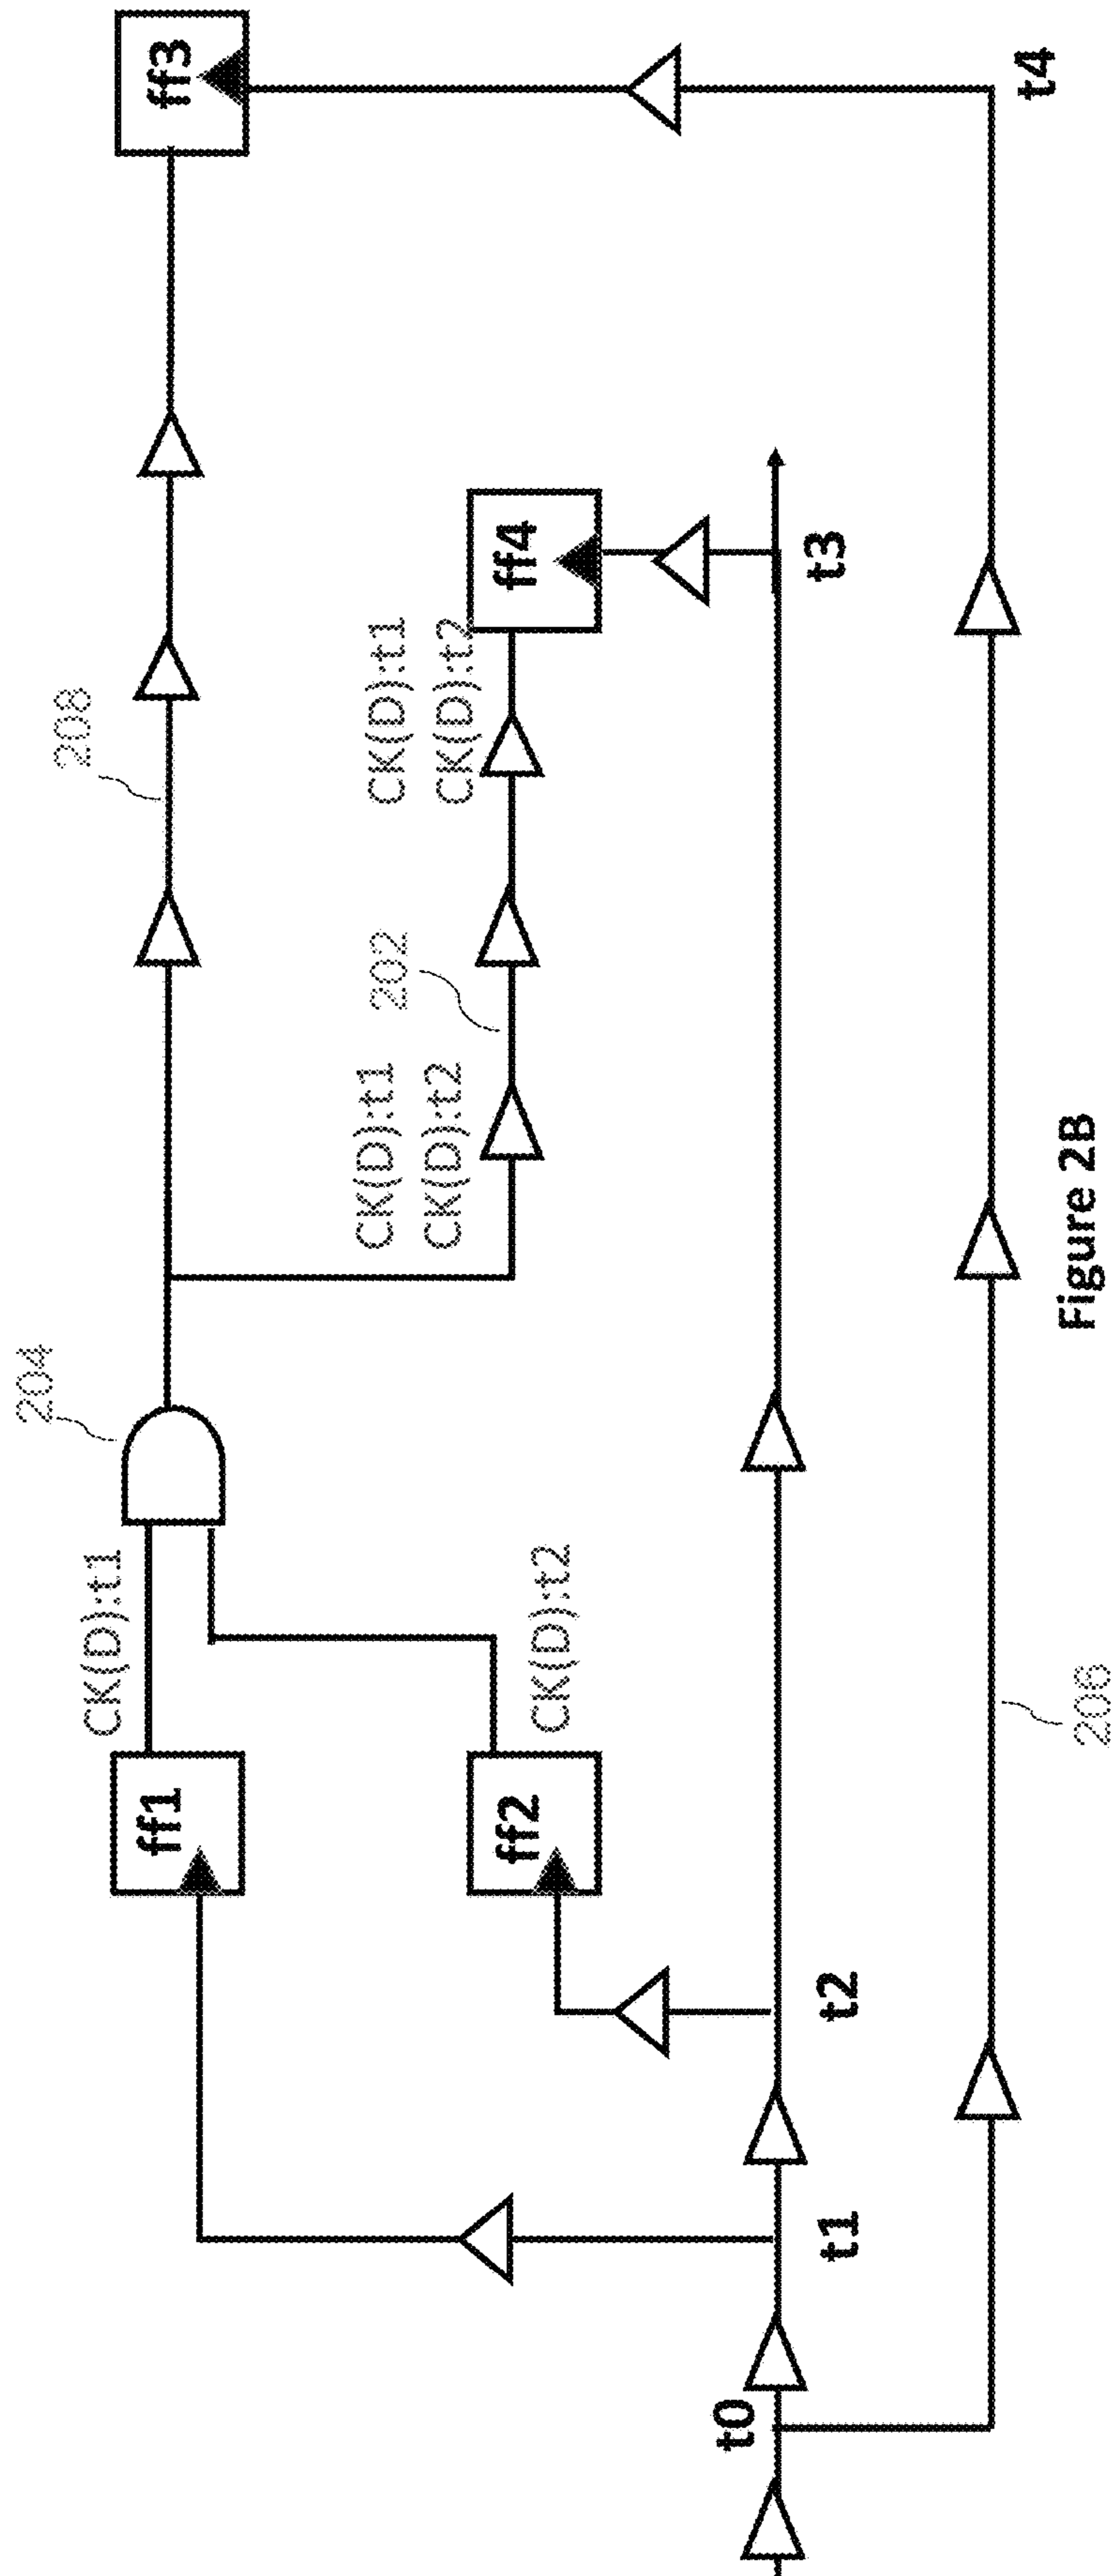 204
208
ff3
CK(D):t1
ff1
CK(D):t1
CK(D):t2
202
CK(D):t1
CK(D):t2
ff4
ff2
CK(D):t2
t0
t1
t2
t3
t4
206
Figure 2B